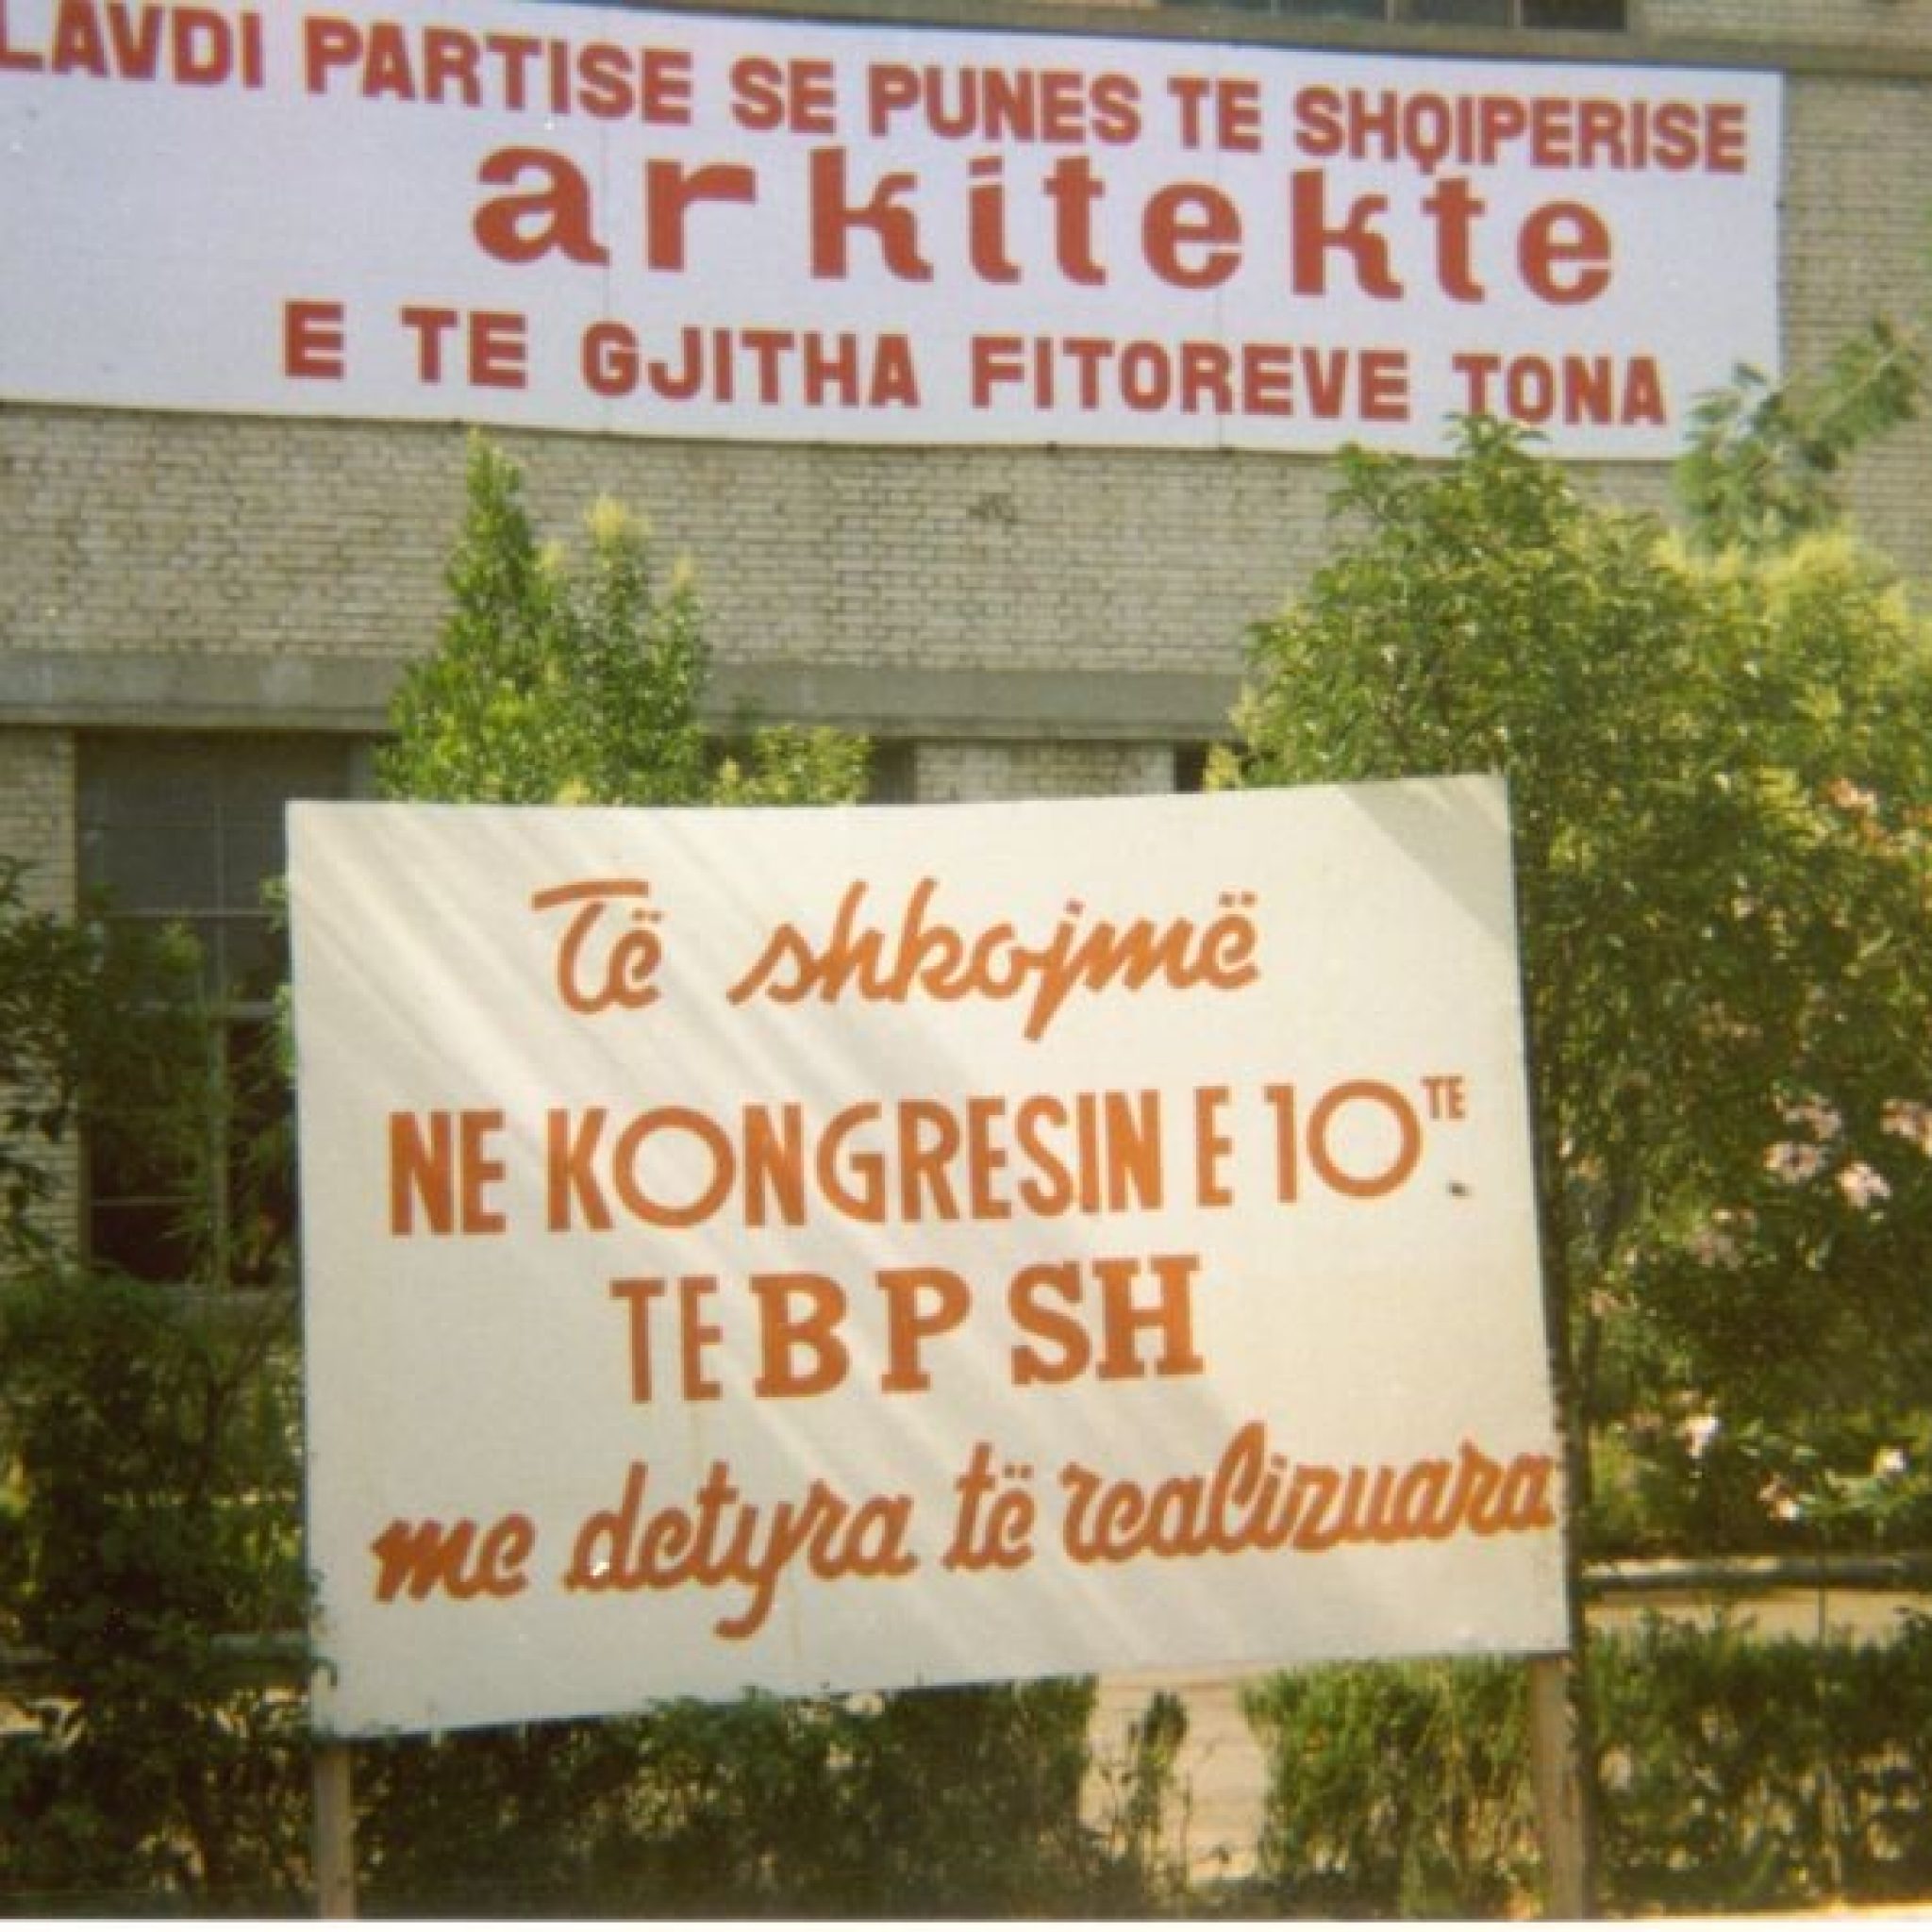 LAVDI PARTISE SE PUNES TE SHQIPERISE
arkitekte
E TE GJITHA FITOREVE TONA
Të shkojmë
NE KONGRESIN E 10TE
TE B P SH
me detyra të realizuara